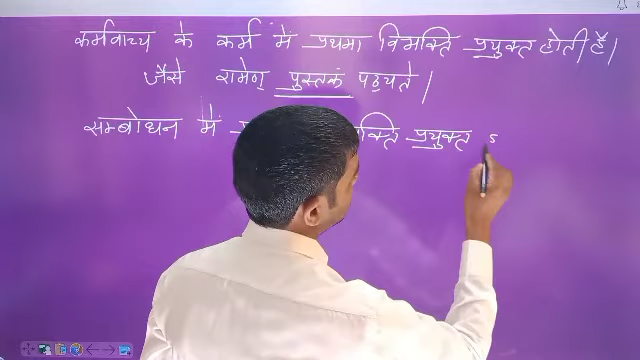 कर्मवाच्य के कर्म में प्रथमा विभक्ति प्रयुक्त होती है।
जैसे रामेण पुस्तकं पठ्यते।
सम्बोधन में प्रयुक्त